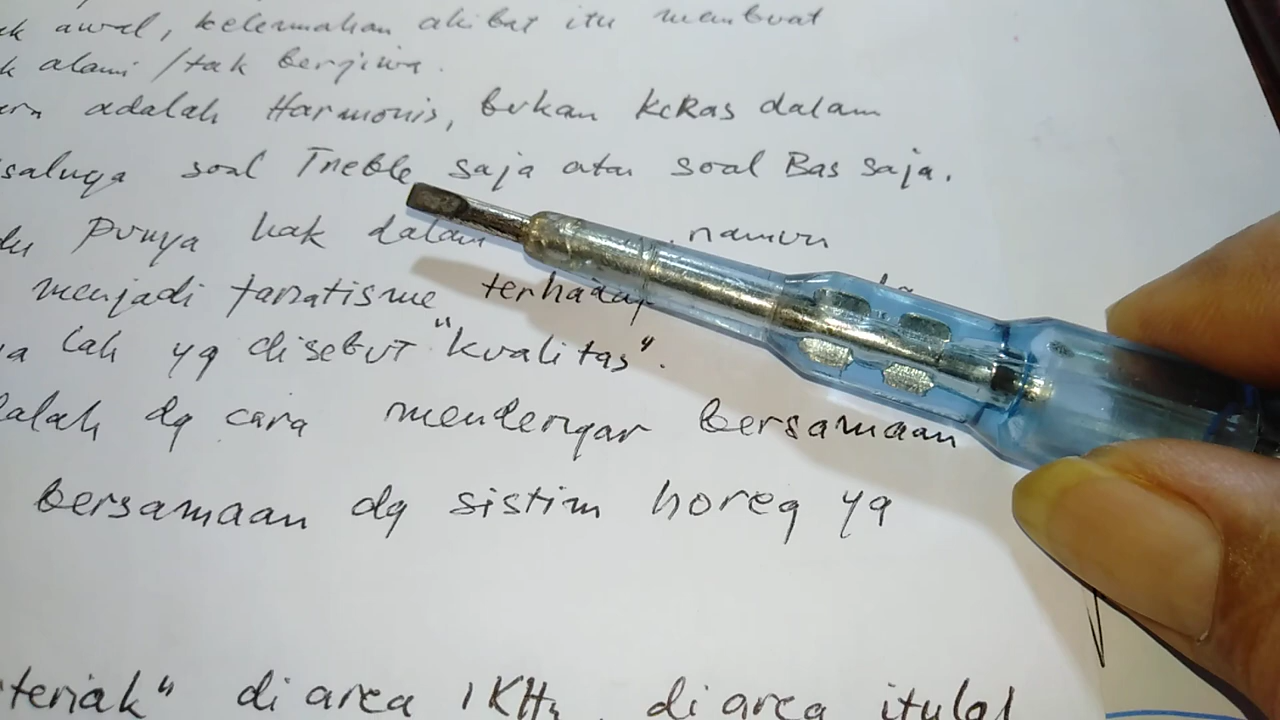 awal, kelemahan akibat itu membuat
alami /tak berjiwa.
adalah Harmonis, bukan keRas dalam
soal Treble saja atau soal Bas saja.
Punya hak dalam namun
menjadi fanatisme terhadap
lah yg disebut "kualitas".
dg cara mendengar bersamaan
bersamaan dg sistim horeg yg
teriak" di area 1KHz, di area itulah